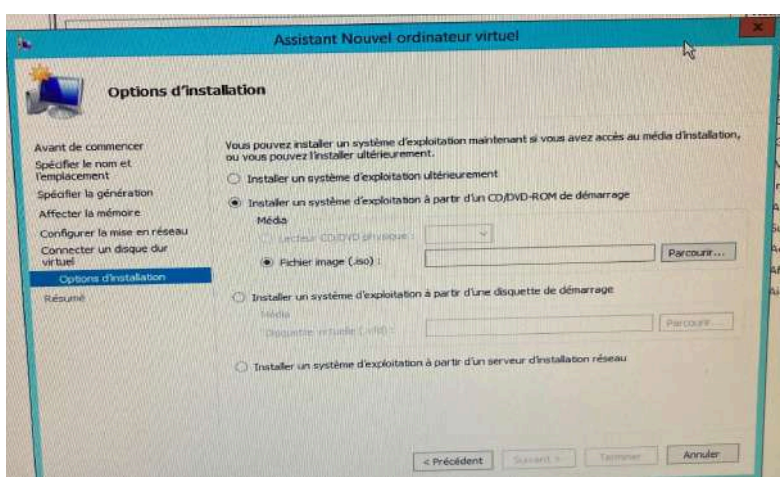 Assistant Nouvel ordinateur virtuel
x
Options d'installation
Avant de commencer
Spécifier le nom et
l'emplacement
Spécifier la génération
Affecter la mémoire
Configurer la mise en réseau
Connecter un disque dur
virtuel
Options d'installation
Résumé
Vous pouvez installer un système d'exploitation maintenant si vous avez accès au média d'installation,
ou vous pouvez l'installer ultérieurement.
Installer un système d'exploitation ultérieurement
Installer un système d'exploitation à partir d'un CD/DVD-ROM de démarrage
Média
Lecteur CD/DVD physique :
Fichier image (.iso) :
Parcourir...
Installer un système d'exploitation à partir d'une disquette de démarrage
Média
Disquette virtuelle (.vfd) :
Parcourir...
Installer un système d'exploitation à partir d'un serveur d'installation réseau
< Précédent
Suivant >
Terminer
Annuler